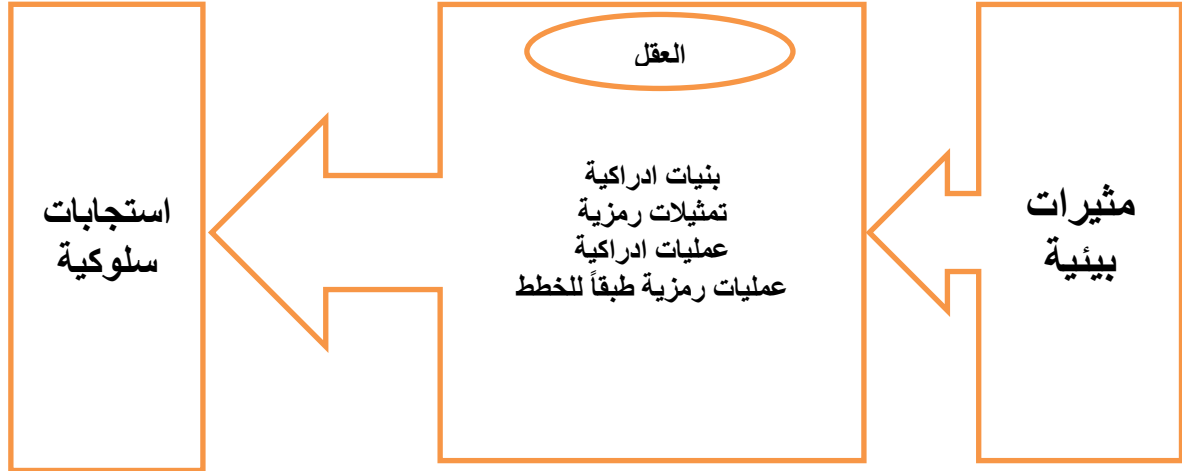 مثيرات
بيئية
العقل
بنيات ادراكية
تمثيلات رمزية
عمليات ادراكية
عمليات رمزية طبقاً للخطط
استجابات
سلوكية